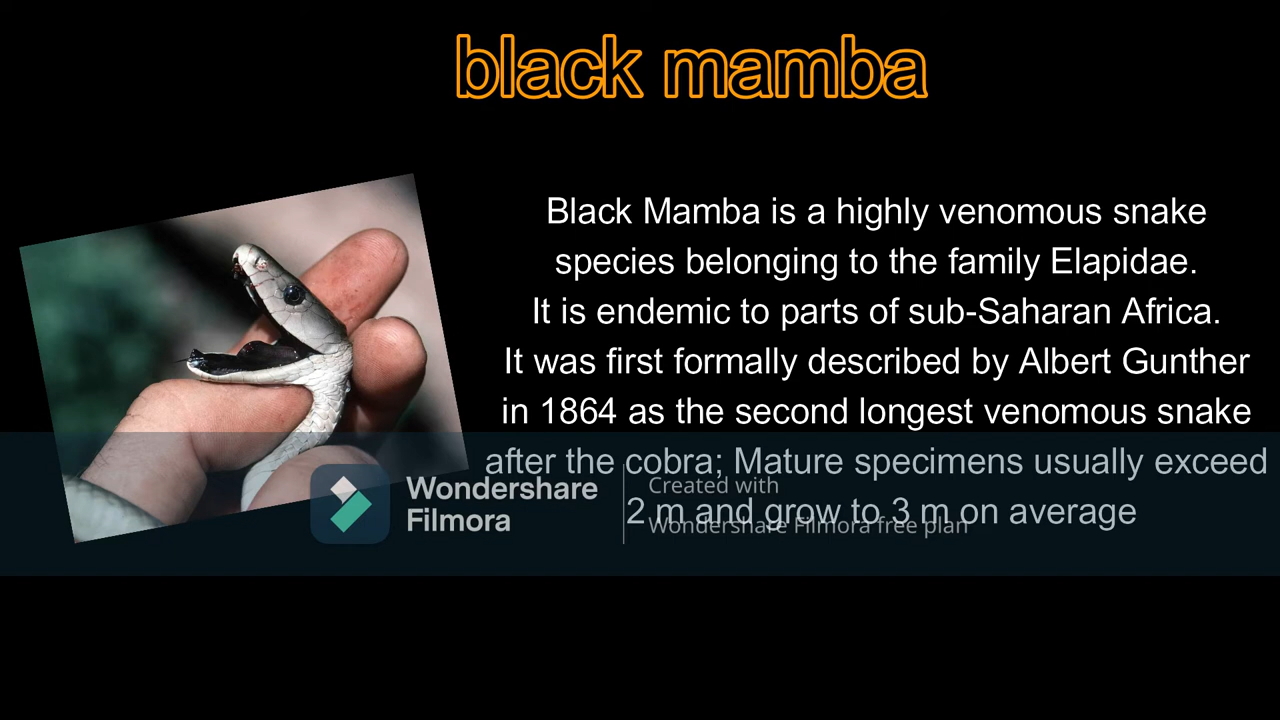 black mamba
Black Mamba is a highly venomous snake
species belonging to the family Elapidae.
It is endemic to parts of sub-Saharan Africa.
It was first formally described by Albert Gunther
in 1864 as the second longest venomous snake
after the cobra; Mature specimens usually exceed
2 m and grow to 3 m on average
Wondershare
Filmora
Created with
Wondershare Filmora free plan